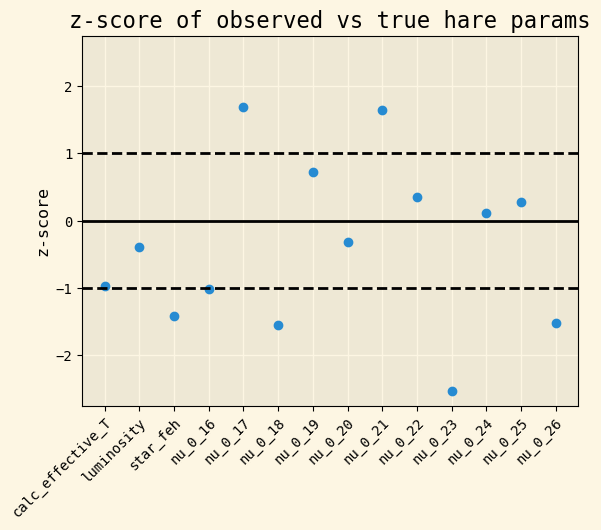 z-score of observed vs true hare params
z-score
2
1
0
−1
−2
calc_effective_T
luminosity
star_feh
nu_0_16
nu_0_17
nu_0_18
nu_0_19
nu_0_20
nu_0_21
nu_0_22
nu_0_23
nu_0_24
nu_0_25
nu_0_26